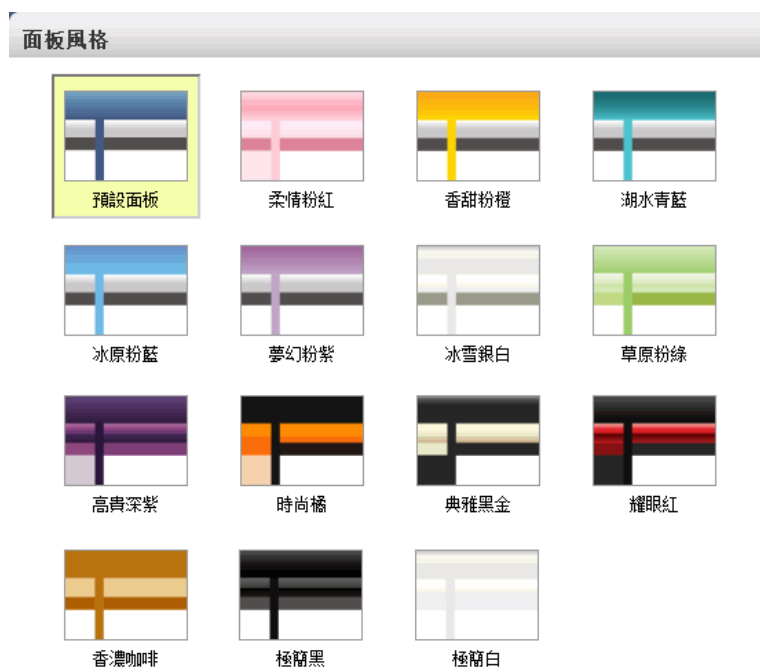 面板風格
預設面板
柔情粉紅
香甜粉橙
湖水青藍
冰原粉藍
夢幻粉紫
冰雪銀白
草原粉綠
高貴深紫
時尚橘
典雅黑金
耀眼紅
香濃咖啡
極簡黑
極簡白